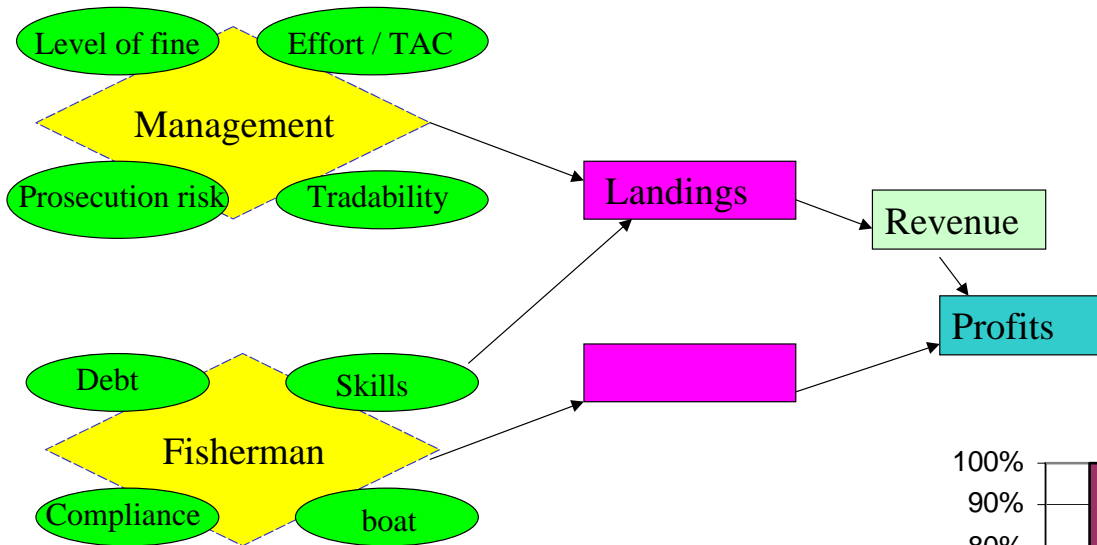 Level of fine
Effort / TAC
Management
Prosecution risk
Tradability
Landings
Revenue
Profits
Debt
Skills
Fisherman
Compliance
boat
100%
90%
80%